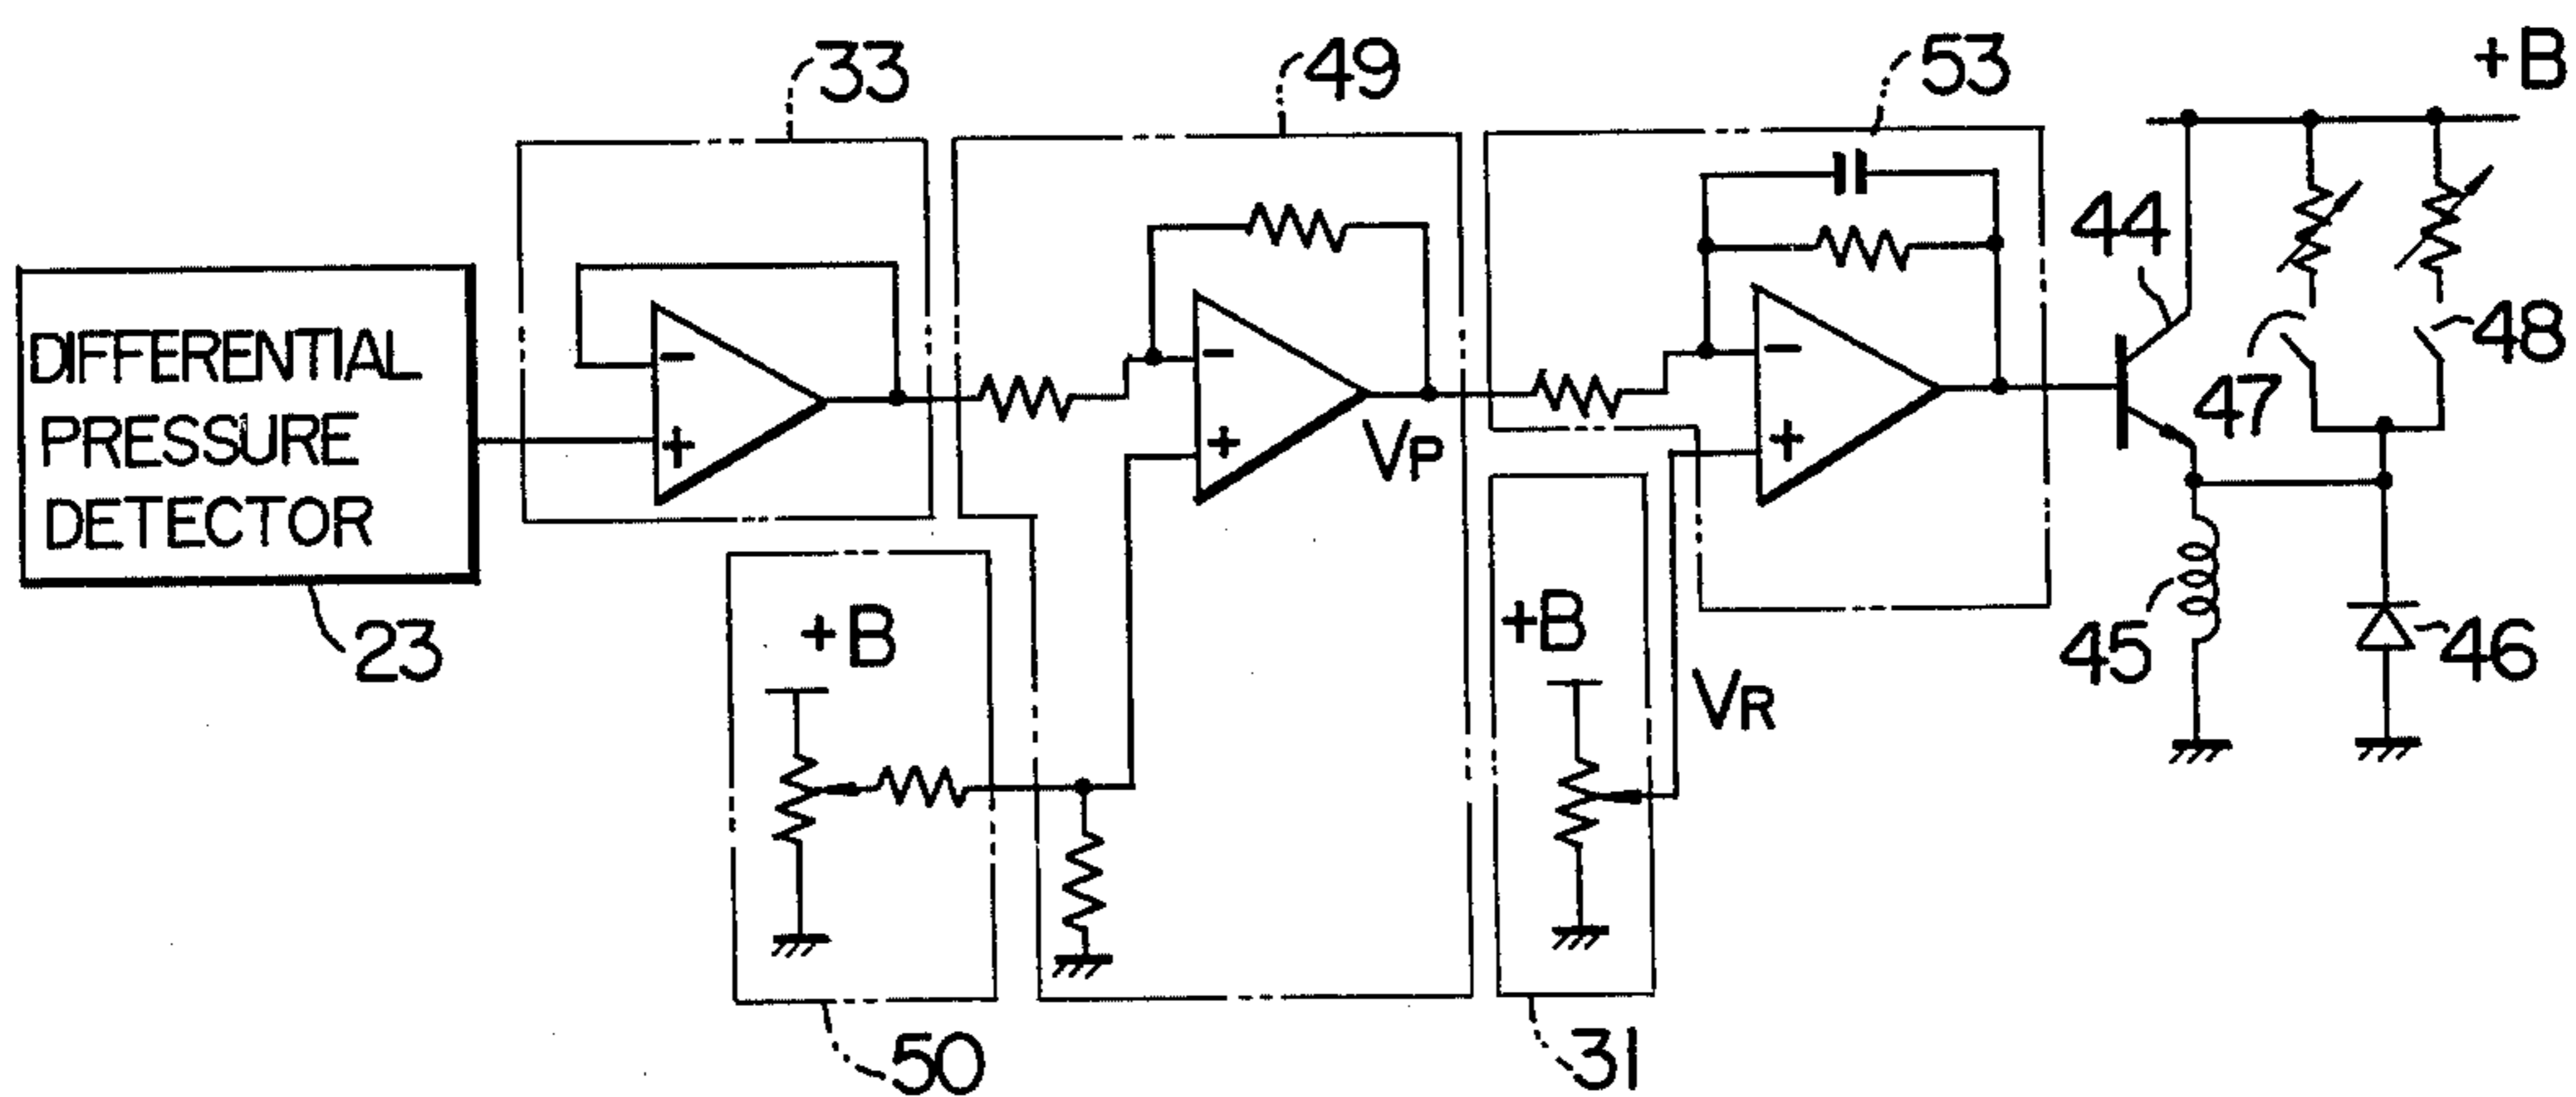 33
49
53
+B
44
DIFFERENTIAL
PRESSURE
DETECTOR
-
+
-
+
VP
-
+
47
48
23
+B
+B
VR
45
46
50
31